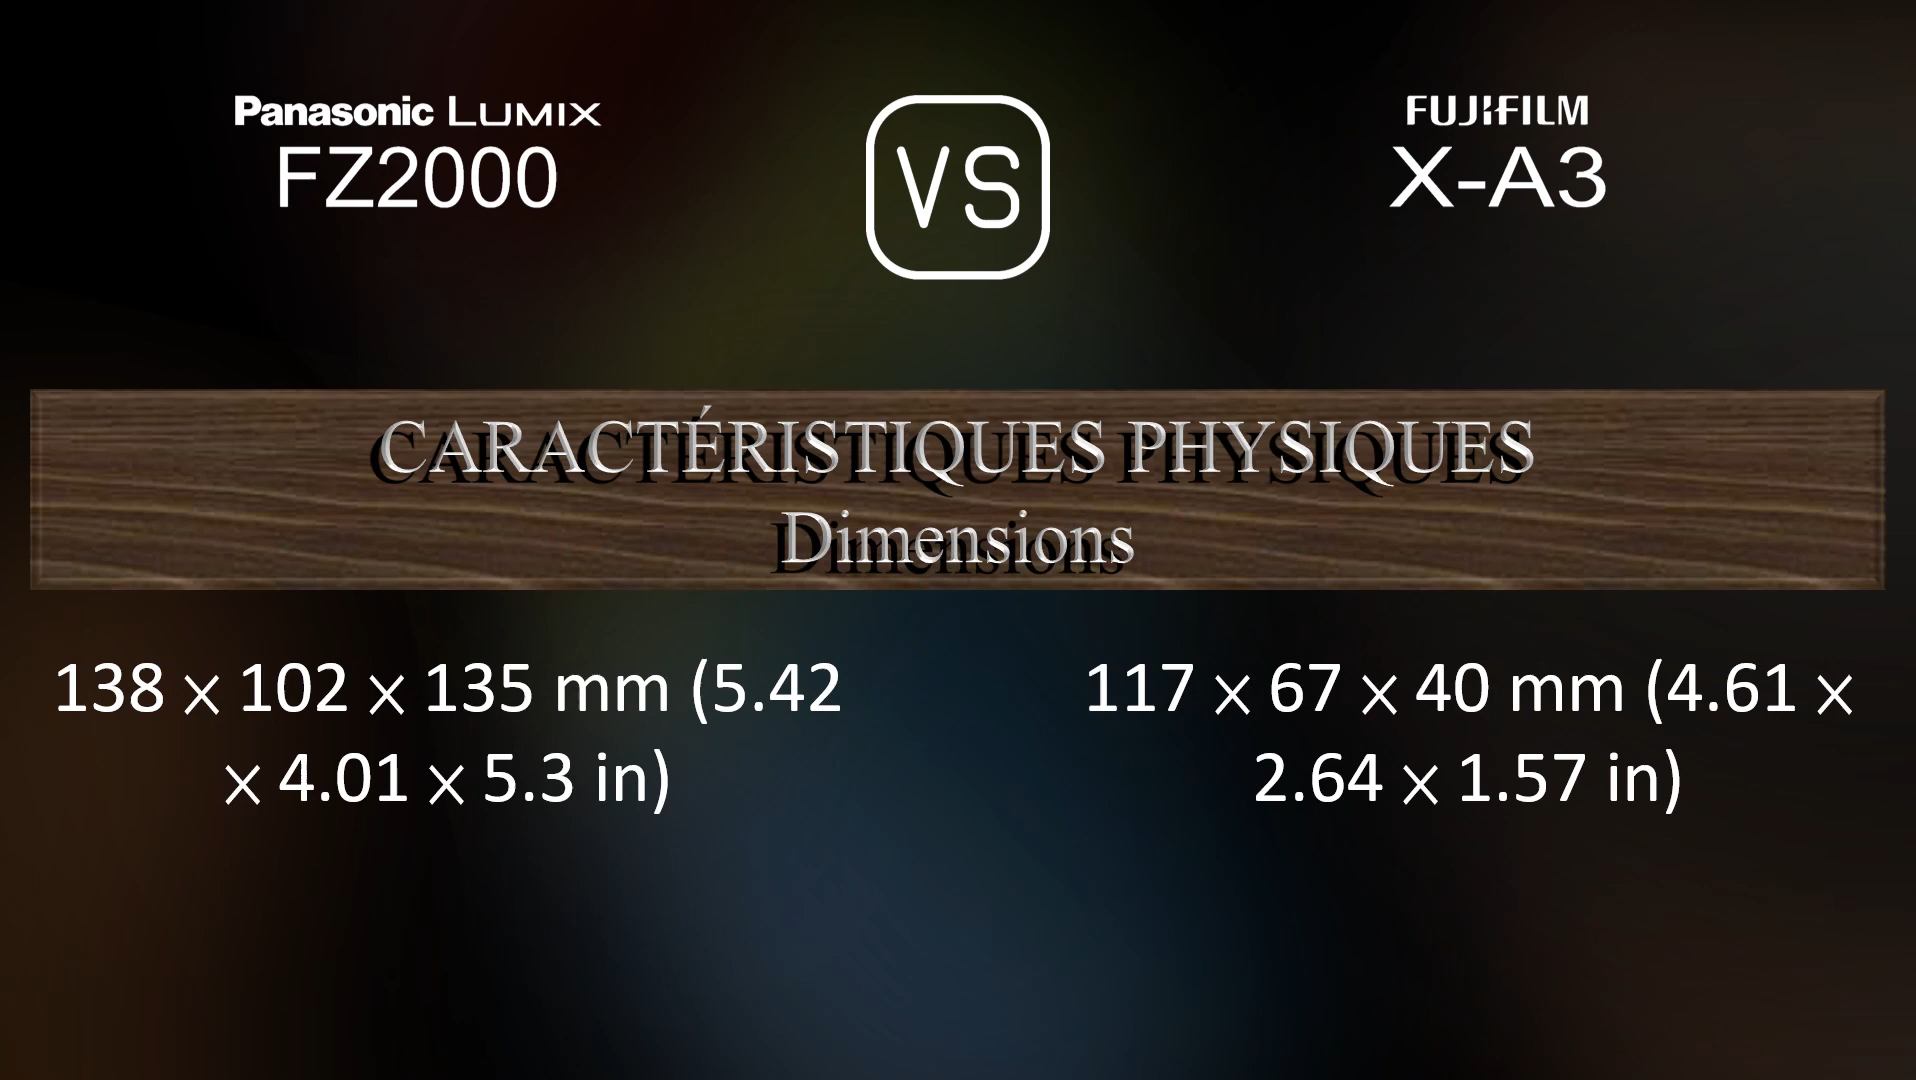 Panasonic LUMIX
FZ2000
VS
FUJIFILM
X-A3
CARACTÉRISTIQUES PHYSIQUES
Dimensions
138 x 102 x 135 mm (5.42
x 4.01 x 5.3 in)
117 x 67 x 40 mm (4.61 x
2.64 x 1.57 in)